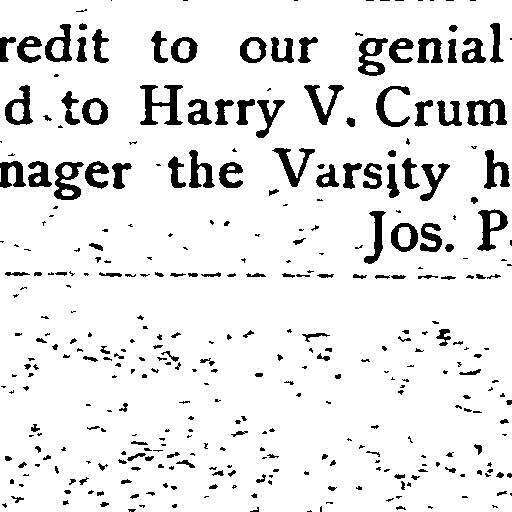 redit to our genial
d to Harry V. Crum
nager the Varsity h
Jos. P.